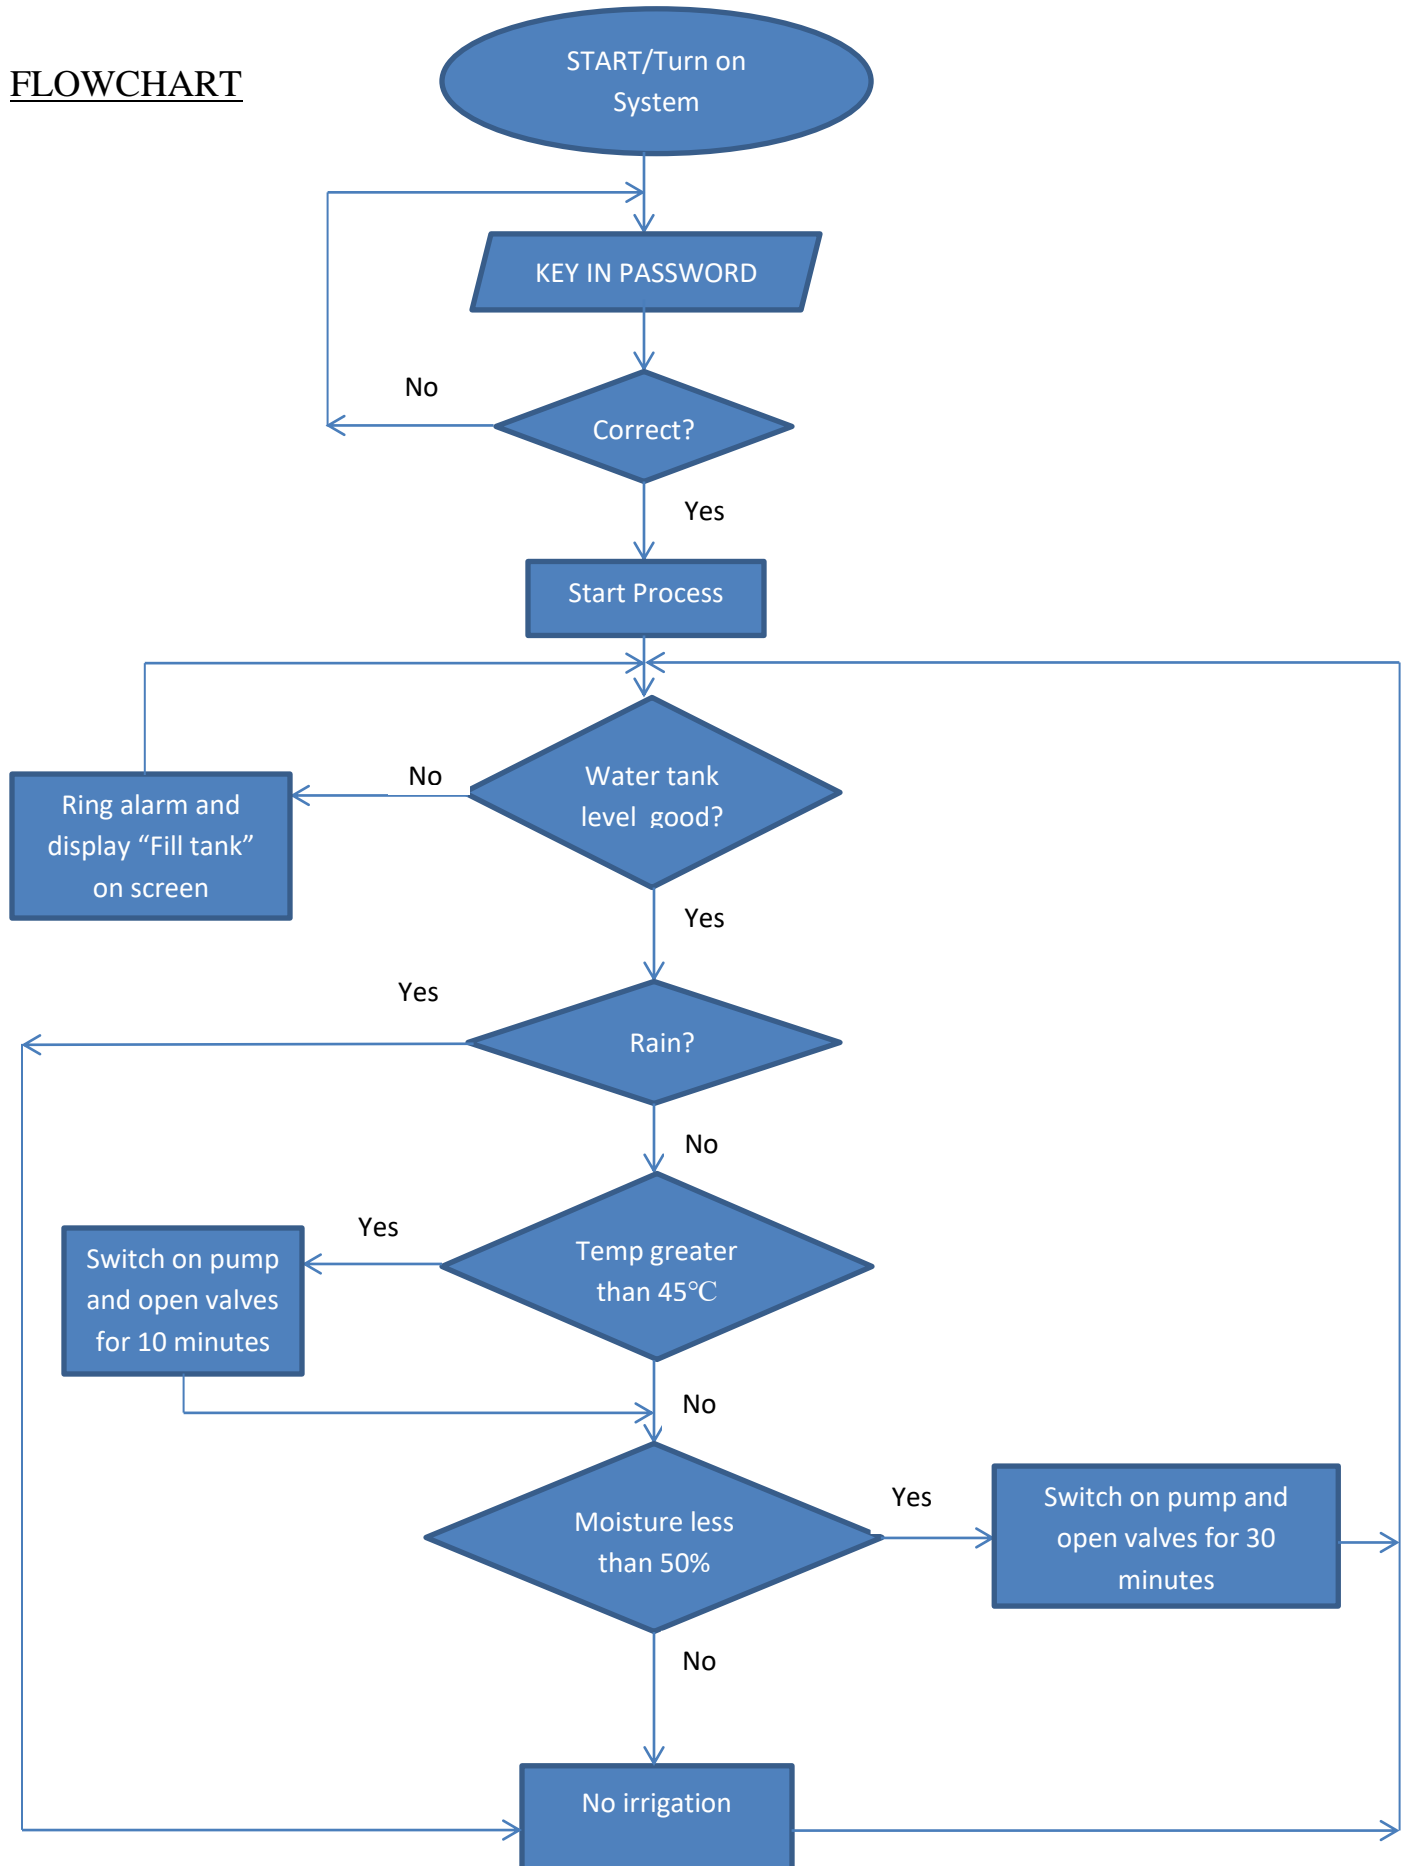 FLOWCHART
START/Turn on
System
KEY IN PASSWORD
No
Correct?
Yes
Start Process
No
Water tank
level  good?
Ring alarm and
display “Fill tank”
on screen
Yes
Yes
Rain?
No
Yes
Temp greater
than 45℃
Switch on pump
and open valves
for 10 minutes
No
Moisture less
than 50%
Yes
Switch on pump and
open valves for 30
minutes
No
No irrigation